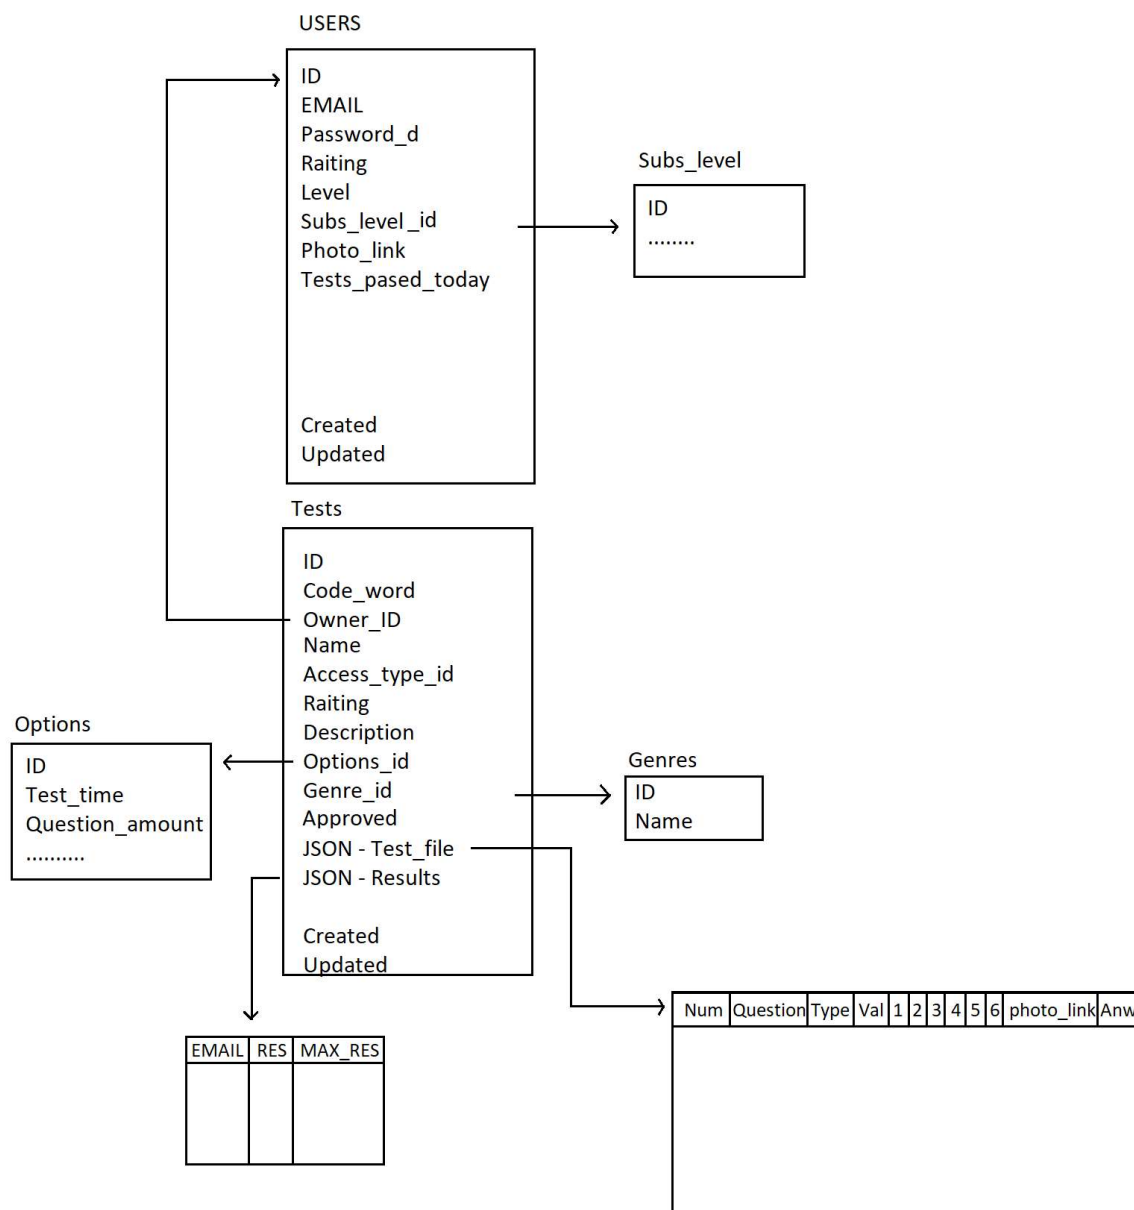 USERS
ID
EMAIL
Password_d
Raiting
Level
Subs_level_id
Photo_link
Tests_pased_today
Created
Updated
Subs_level
ID
........
Tests
ID
Code_word
Owner_ID
Name
Access_type_id
Raiting
Description
Options_id
Genre_id
Approved
JSON - Test_file
JSON - Results
Created
Updated
Options
ID
Test_time
Question_amount
..........
Genres
ID
Name
EMAIL RES MAX_RES
Num Question Type Val 1 2 3 4 5 6 photo_link Anw